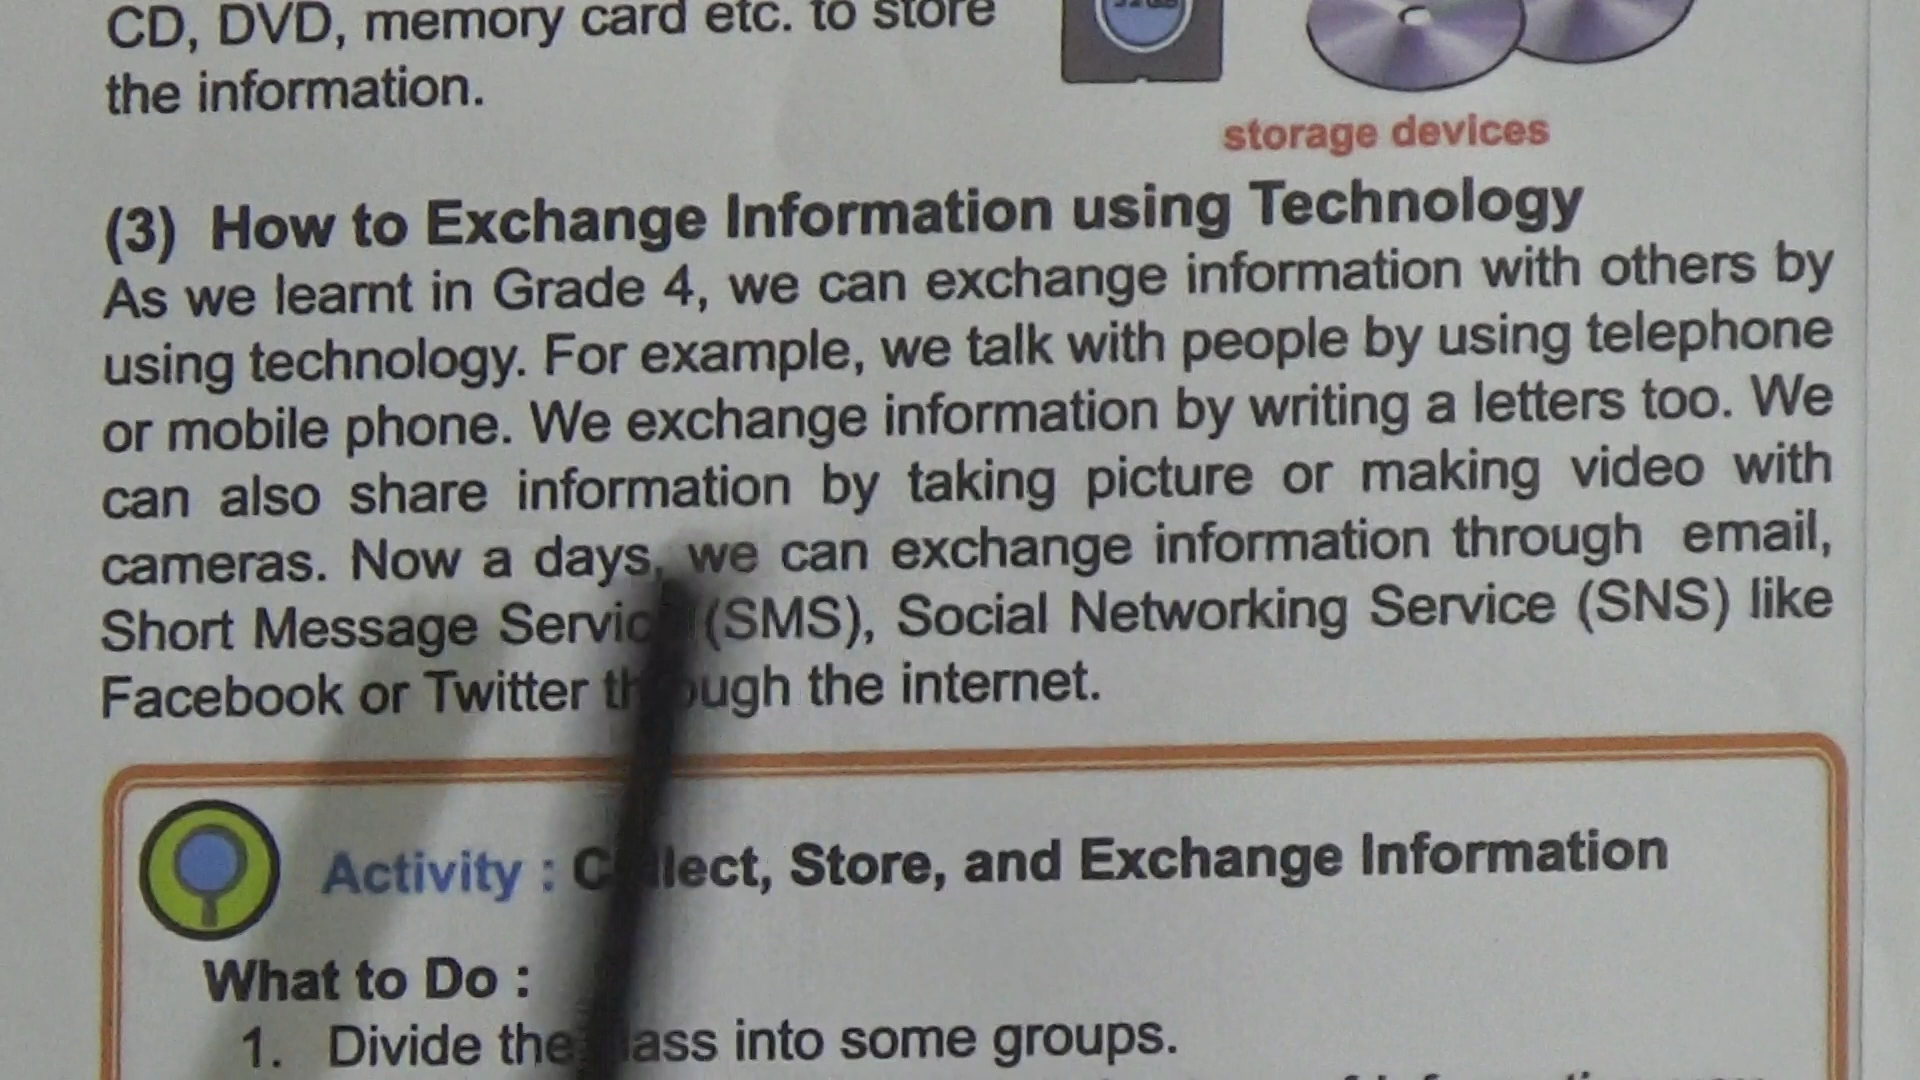 CD, DVD, memory card etc. to store
the information.
storage devices
(3) How to Exchange Information using Technology
As we learnt in Grade 4, we can exchange information with others by
using technology. For example, we talk with people by using telephone
or mobile phone. We exchange information by writing a letters too. We
can also share information by taking picture or making video with
cameras. Now a days, we can exchange information through email,
Short Message Service (SMS), Social Networking Service (SNS) like
Facebook or Twitter through the internet.
Activity : Collect, Store, and Exchange Information
What to Do :
1. Divide the class into some groups.